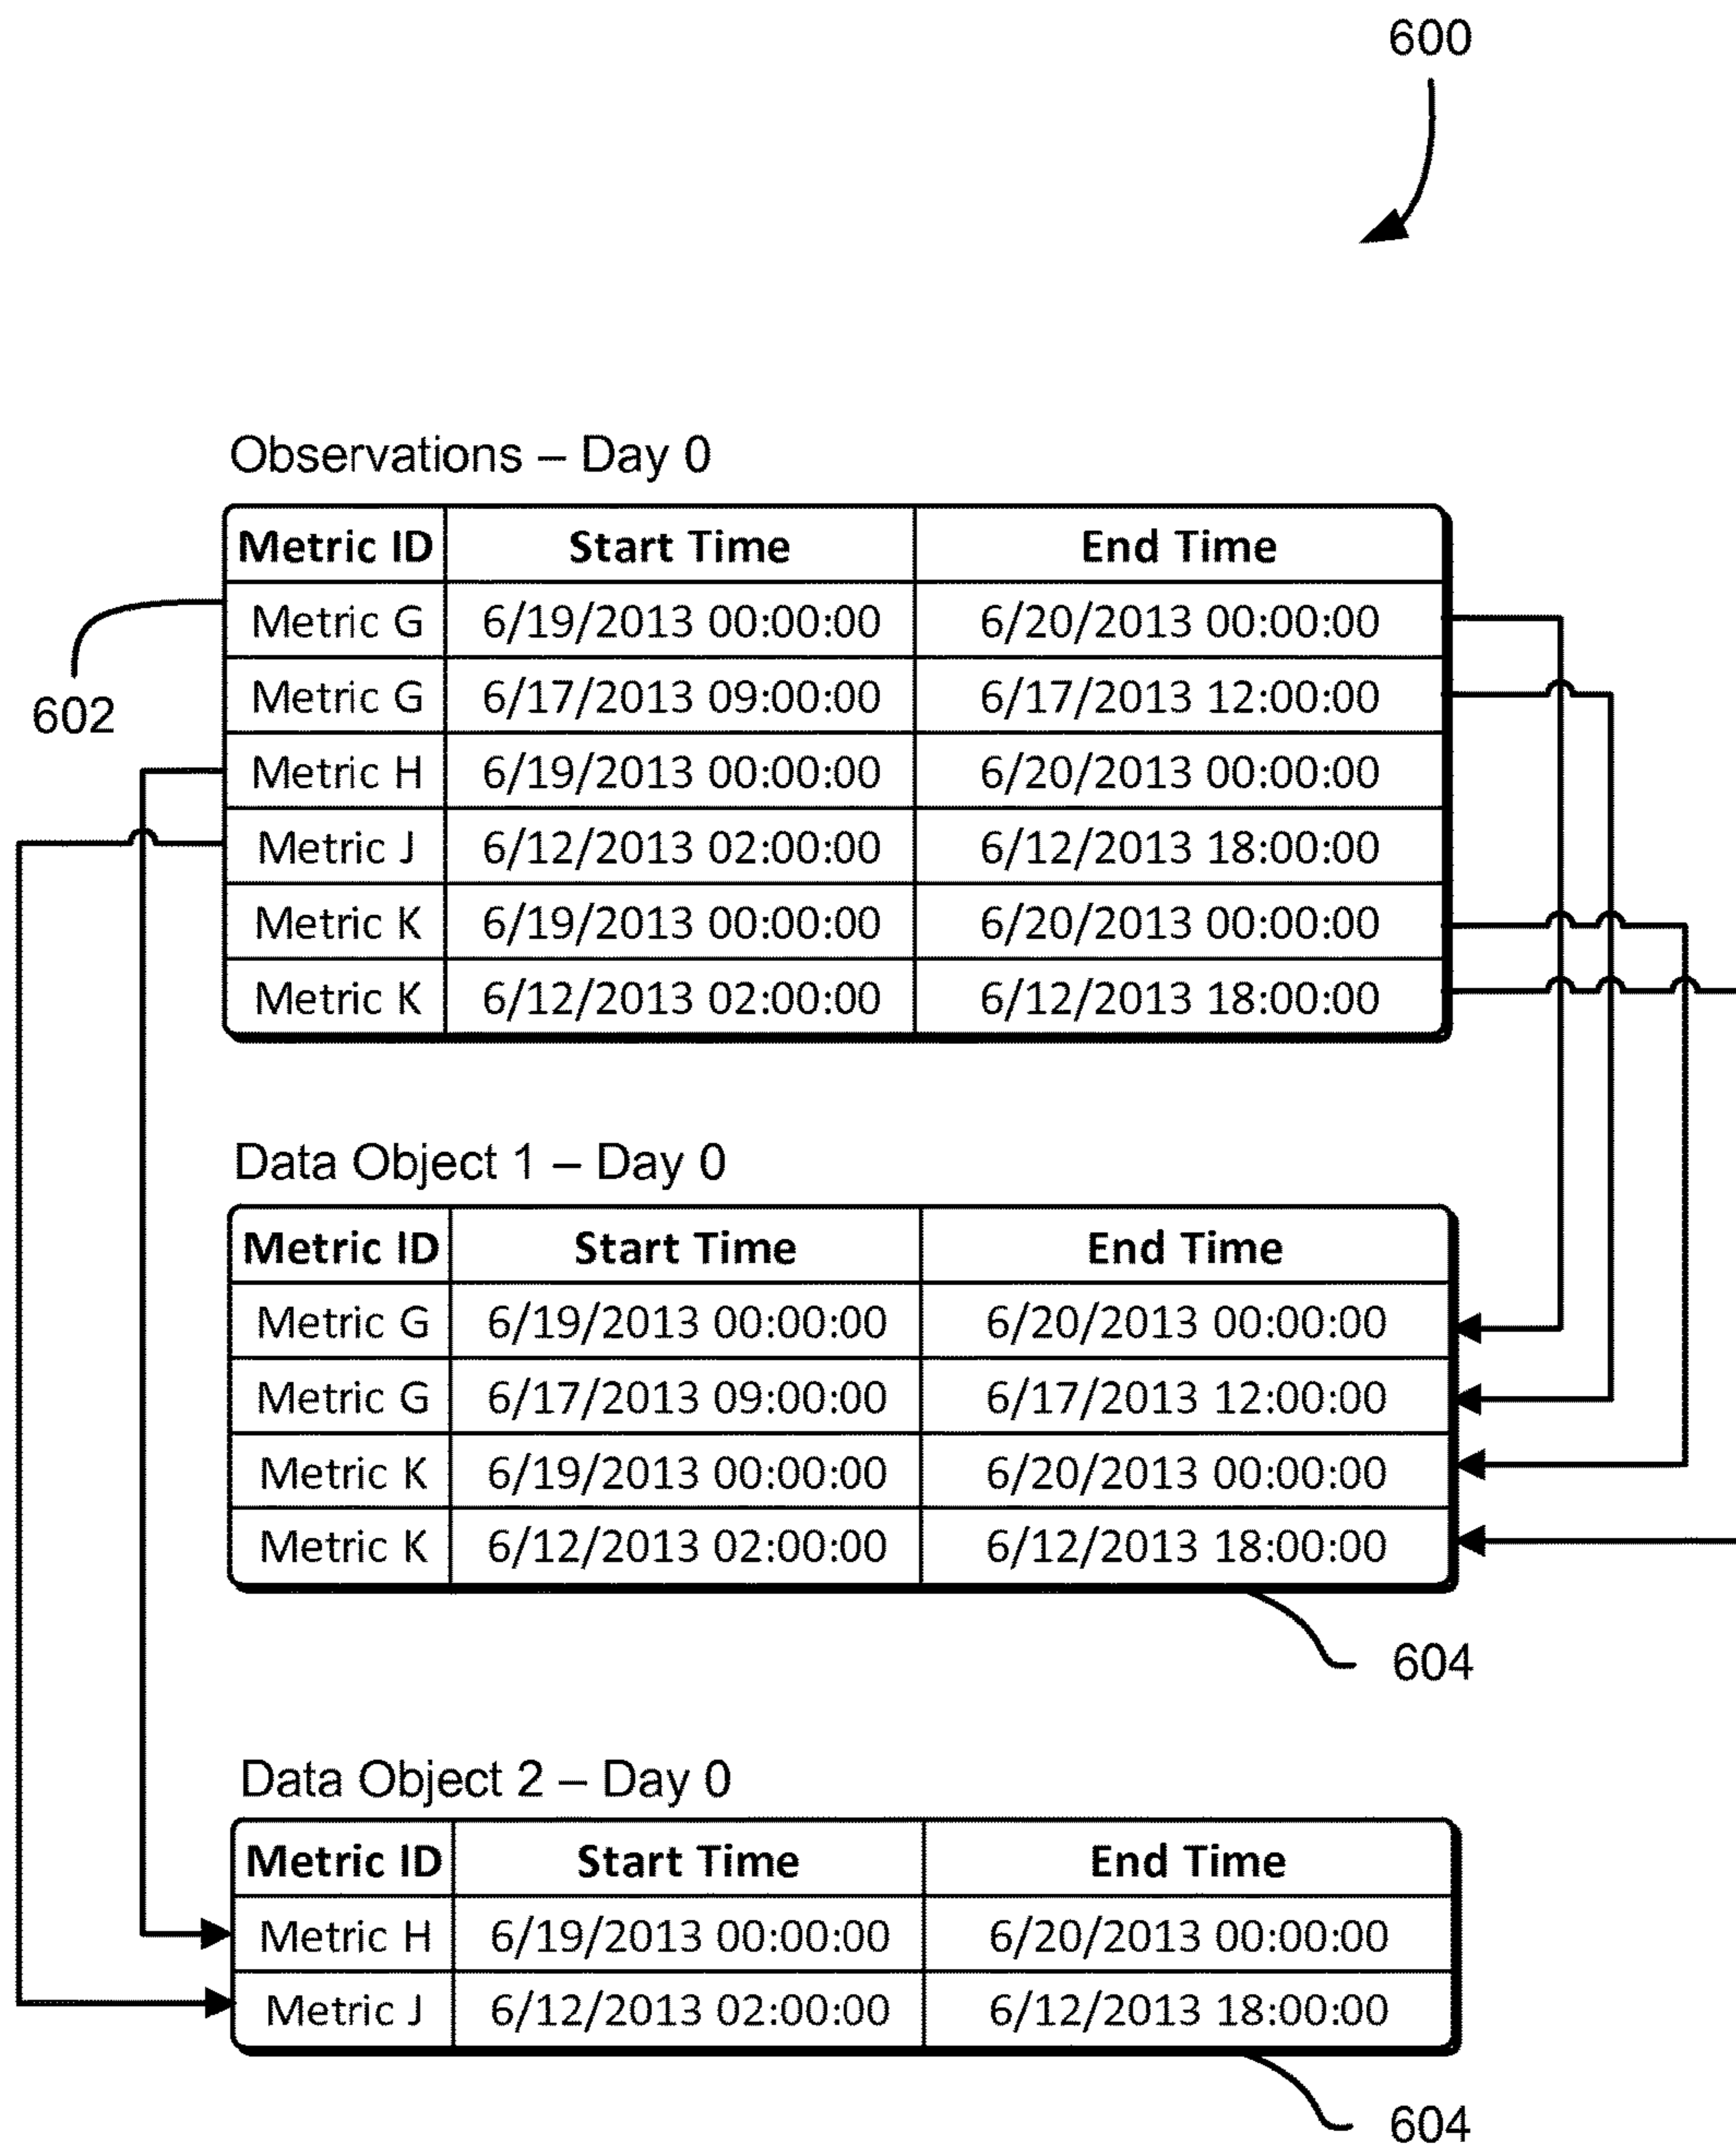 600
Observations – Day 0
Metric ID Start Time End Time
Metric G 6/19/2013 00:00:00 6/20/2013 00:00:00
602
Metric G 6/17/2013 09:00:00 6/17/2013 12:00:00
Metric H 6/19/2013 00:00:00 6/20/2013 00:00:00
Metric J 6/12/2013 02:00:00 6/12/2013 18:00:00
Metric K 6/19/2013 00:00:00 6/20/2013 00:00:00
Metric K 6/12/2013 02:00:00 6/12/2013 18:00:00
Data Object 1 – Day 0
Metric ID Start Time End Time
Metric G 6/19/2013 00:00:00 6/20/2013 00:00:00
Metric G 6/17/2013 09:00:00 6/17/2013 12:00:00
Metric K 6/19/2013 00:00:00 6/20/2013 00:00:00
Metric K 6/12/2013 02:00:00 6/12/2013 18:00:00
604
Data Object 2 – Day 0
Metric ID Start Time End Time
Metric H 6/19/2013 00:00:00 6/20/2013 00:00:00
Metric J 6/12/2013 02:00:00 6/12/2013 18:00:00
604